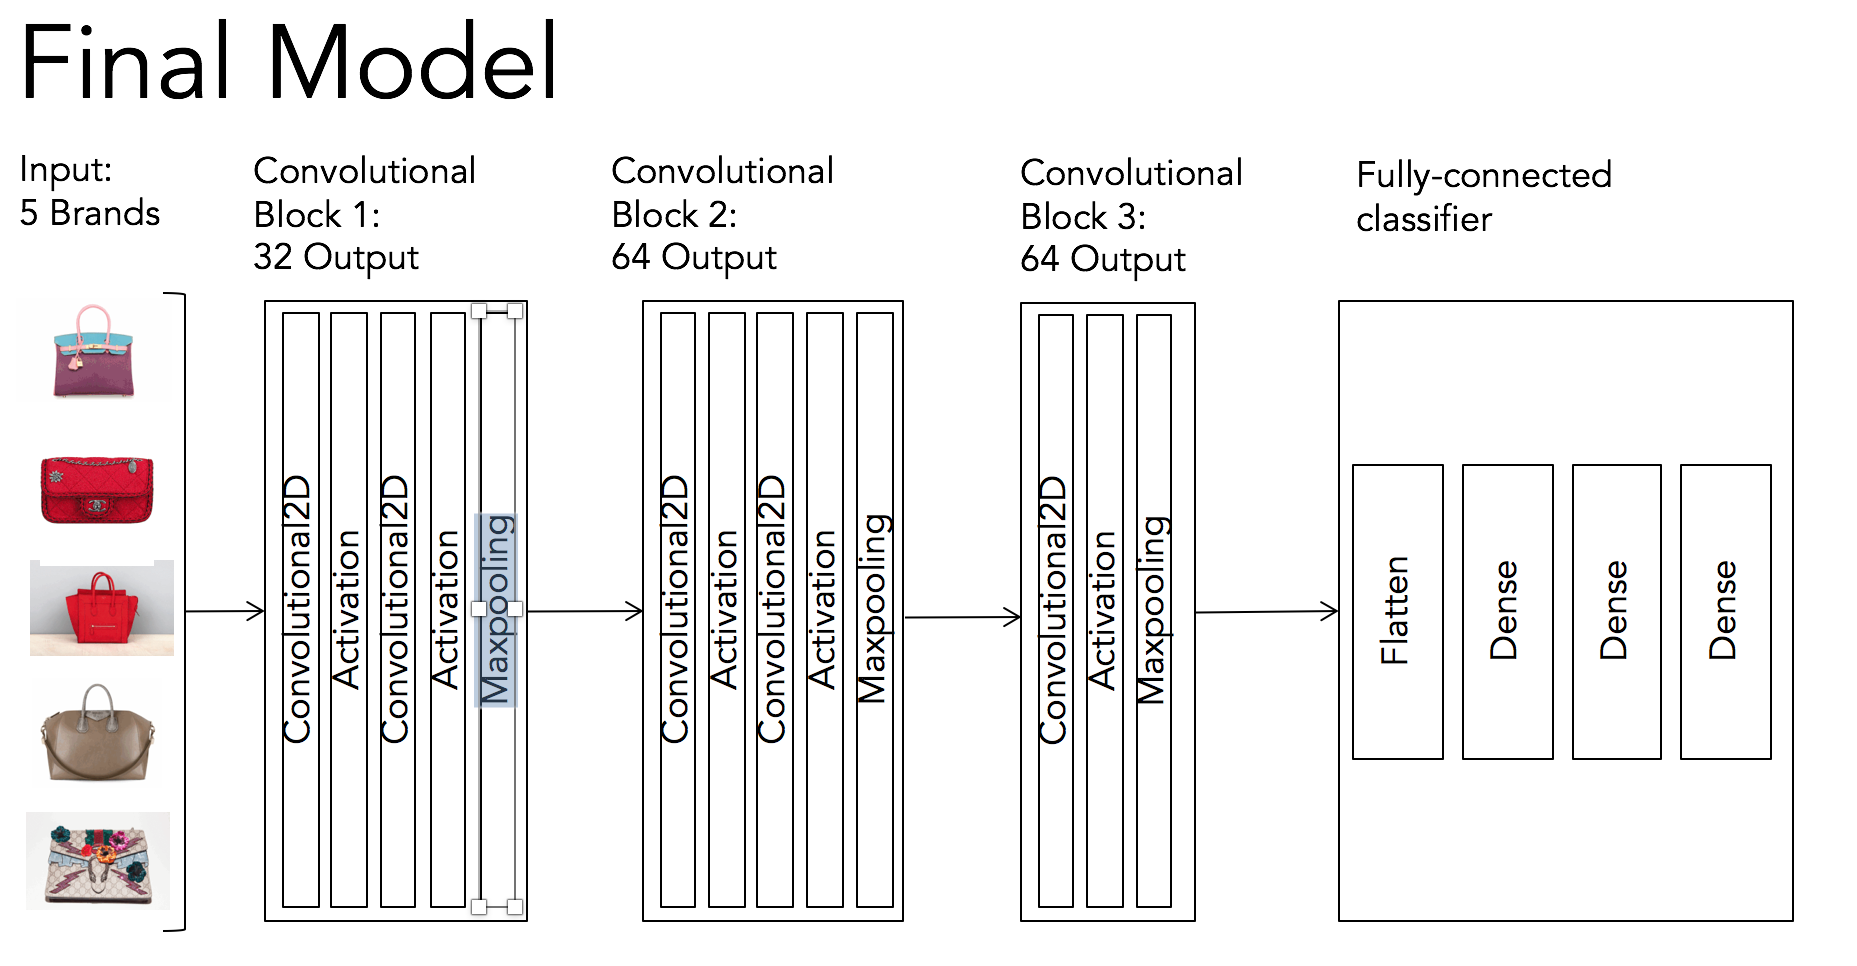 Final Model
Input:
5 Brands
Convolutional
Block 1:
32 Output
Convolutional
Block 2:
64 Output
Convolutional
Block 3:
64 Output
Fully-connected
classifier
Convolutional2D
Activation
Convolutional2D
Activation
Maxpooling
Convolutional2D
Activation
Convolutional2D
Activation
Maxpooling
Convolutional2D
Activation
Maxpooling
Flatten
Dense
Dense
Dense